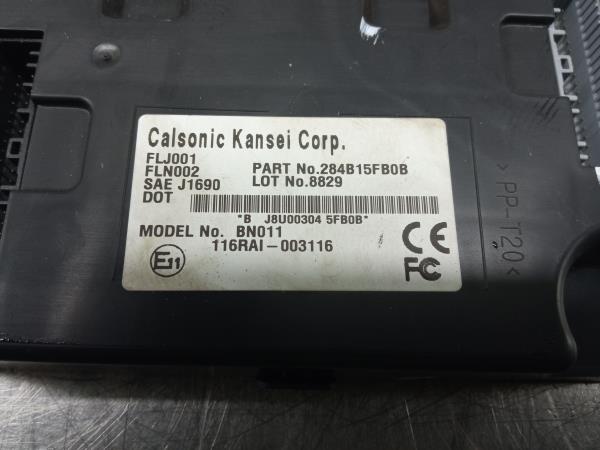 Calsonic Kansei Corp.
FLJ001
FLN002 PART No.284B15FB0B
SAE J1690 LOT No.8829
DOT
*B J8U00304 5FB0B*
MODEL No. BN011
116RAI-003116
E11
CE
FC
>PP-T20<